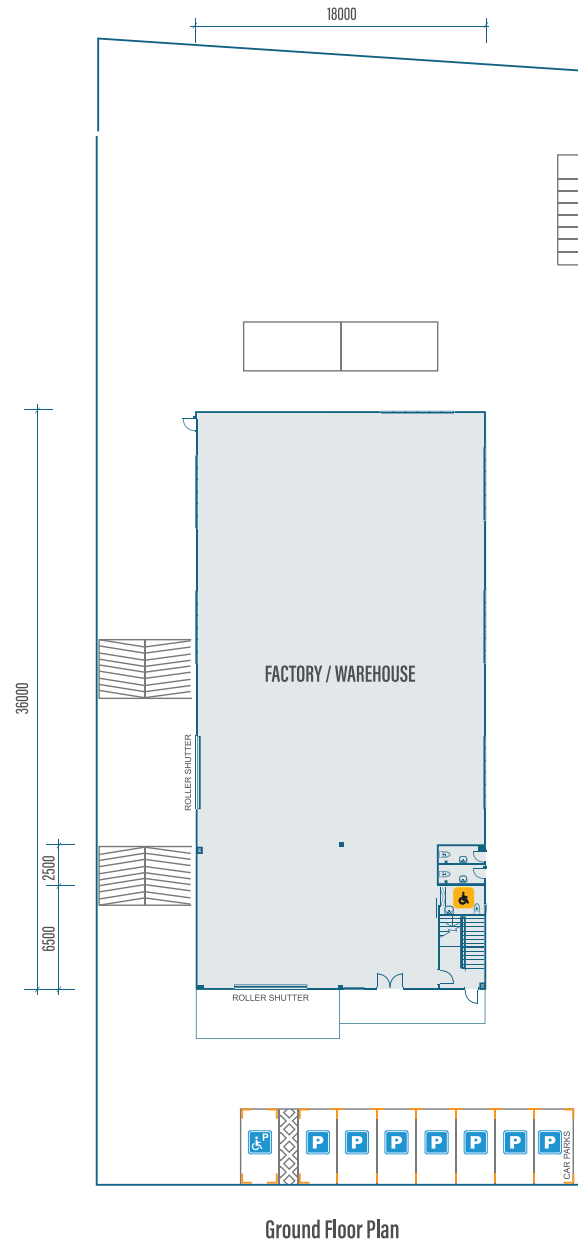 18000
36000
FACTORY / WAREHOUSE
ROLLER SHUTTER
2500
6500
ROLLER SHUTTER
P
P
P
P
P
P
P
P
CAR PARKS
Ground Floor Plan